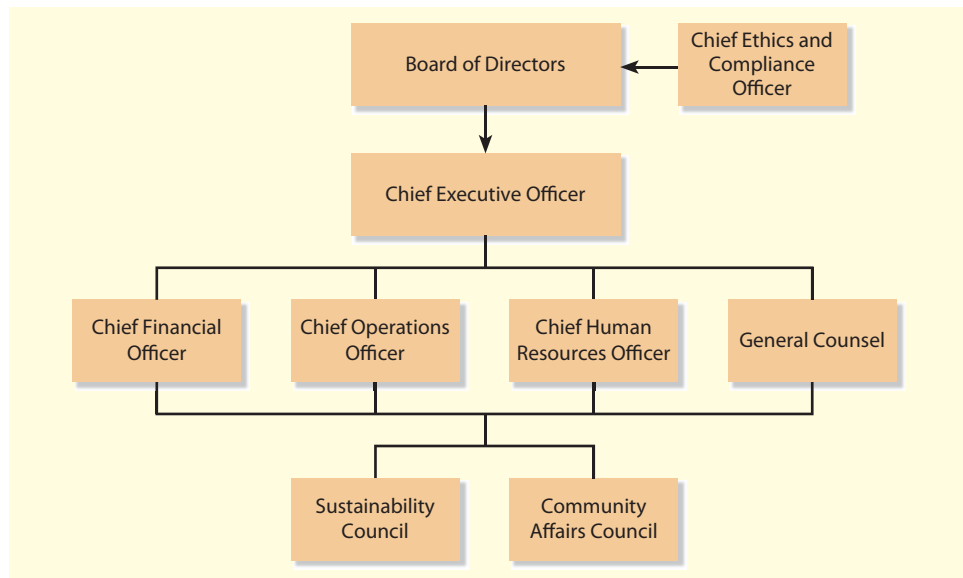 Board of Directors
Chief Ethics and
Compliance
Officer
Chief Executive Officer
Chief Financial
Officer
Chief Operations
Officer
Chief Human
Resources Officer
General Counsel
Sustainability
Council
Community
Affairs Council